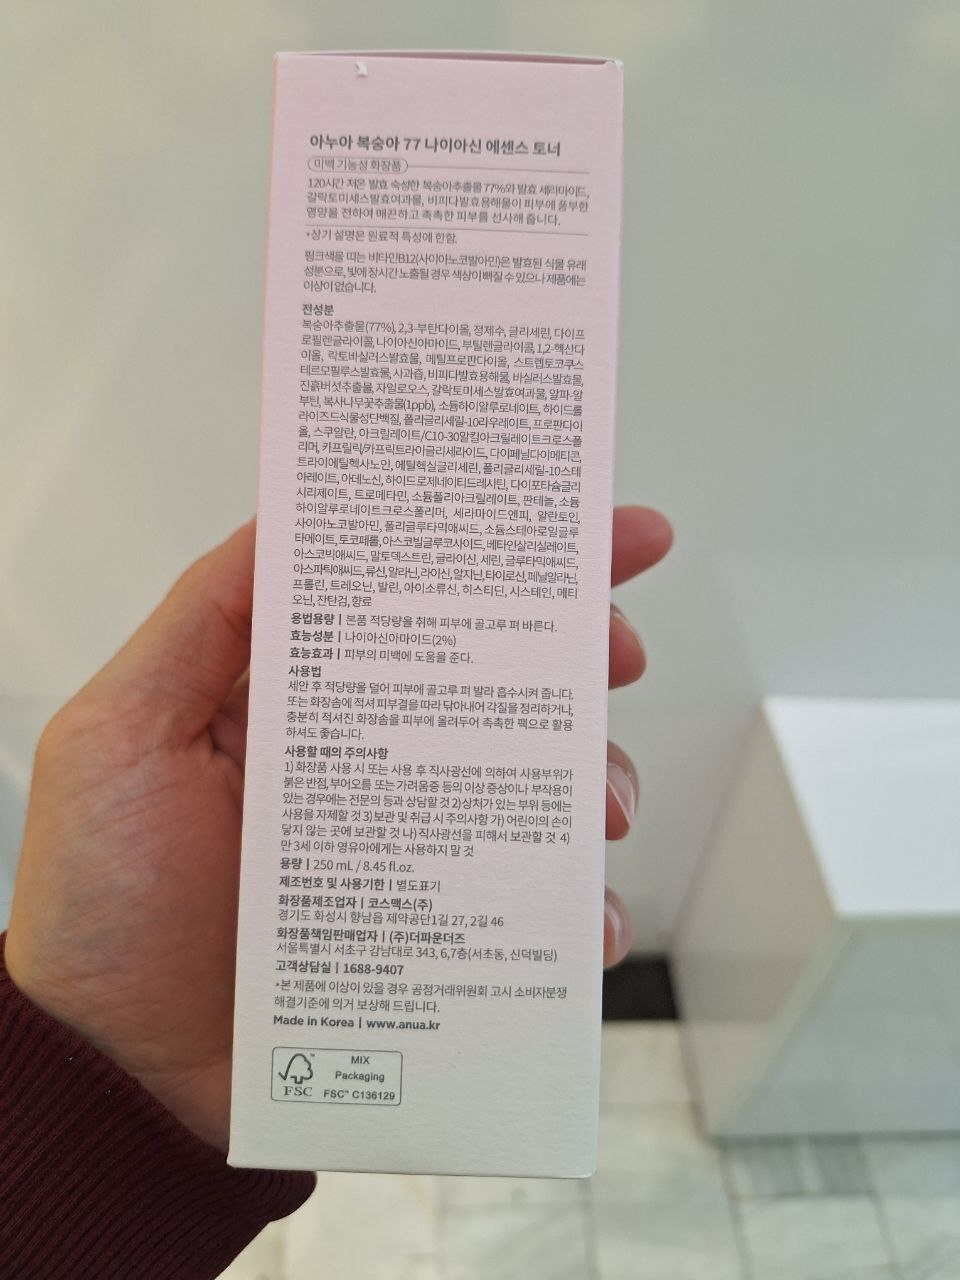 아누아 복숭아 77 나이아신 에센스 토너
미백 기능성 화장품
120시간 저온 발효 숙성한 복숭아추출물 77%와 발효 세라마이드,
갈락토미세스발효여과물, 비피다발효용해물이 피부에 풍부한
영양을 전하여 매끈하고 촉촉한 피부를 선사해 줍니다.
*상기 설명은 원료적 특성에 한함.
핑크색을 띠는 비타민B12(사이아노코발아민)은 발효된 식물 유래
성분으로, 빛에 장시간 노출될 경우 색상이 빠질 수 있으나 제품에는
이상이 없습니다.
전성분
복숭아추출물(77%), 2,3-부탄다이올, 정제수, 글리세린, 다이프
로필렌글라이콜, 나이아신아마이드, 부틸렌글라이콜, 1,2-헥산다
이올, 락토바실러스발효물, 메틸프로판다이올, 스트렙토코쿠스
테르모필루스발효물, 사과즙, 비피다발효용해물, 바실러스발효물,
진흙버섯추출물, 자일로오스, 갈락토미세스발효여과물, 알파-알
부틴, 복사나무꽃추출물(1ppb), 소듐하이알루로네이트, 하이드롤
라이즈드식물성단백질, 폴리글리세릴-10라우레이트, 프로판다이
올, 스쿠알란, 아크릴레이트/C10-30알킬아크릴레이트크로스폴
리머, 카프릴릭/카프릭트라이글리세라이드, 다이페닐다이메티콘,
트라이에틸헥사노인, 에틸헥실글리세린, 폴리글리세릴-10스테
아레이트, 아데노신, 하이드로제네이티드레시틴, 다이포타슘글리
시리제이트, 트로메타민, 소듐폴리아크릴레이트, 판테놀, 소듐
하이알루로네이트크로스폴리머, 세라마이드엔피, 알란토인,
사이아노코발아민, 폴리글루타믹애씨드, 소듐스테아로일글루
타메이트, 토코페롤, 아스코빌글루코사이드, 베타인살리실레이트,
아스코빅애씨드, 말토덱스트린, 글라이신, 세린, 글루타믹애씨드,
아스파틱애씨드, 류신, 알라닌, 라이신, 알지닌, 타이로신, 페닐알라닌,
프롤린, 트레오닌, 발린, 아이소류신, 히스티딘, 시스테인, 메티
오닌, 잔탄검, 향료
용법용량 | 본품 적당량을 취해 피부에 골고루 펴 바른다.
효능성분 | 나이아신아마이드(2%)
효능효과 | 피부의 미백에 도움을 준다.
사용법
세안 후 적당량을 덜어 피부에 골고루 펴 발라 흡수시켜 줍니다.
또는 화장솜에 적셔 피부결을 따라 닦아내어 각질을 정리하거나,
충분히 적셔진 화장솜을 피부에 올려두어 촉촉한 팩으로 활용
하셔도 좋습니다.
사용할 때의 주의사항
1) 화장품 사용 시 또는 사용 후 직사광선에 의하여 사용부위가
붉은 반점, 부어오름 또는 가려움증 등의 이상 증상이나 부작용이
있는 경우에는 전문의 등과 상담할 것 2)상처가 있는 부위 등에는
사용을 자제할 것 3)보관 및 취급 시 주의사항 가) 어린이의 손이
닿지 않는 곳에 보관할 것 나) 직사광선을 피해서 보관할 것 4)
만 3세 이하 영유아에게는 사용하지 말 것
용량 | 250 mL / 8.45 fl.oz.
제조번호 및 사용기한 | 별도표기
화장품제조업자 | 코스맥스(주)
경기도 화성시 향남읍 제약공단1길 27, 2길 46
화장품책임판매업자 | (주)더파운더즈
서울특별시 서초구 강남대로 343, 6,7층(서초동, 신덕빌딩)
고객상담실 | 1688-9407
*본 제품에 이상이 있을 경우 공정거래위원회 고시 소비자분쟁
해결기준에 의거 보상해 드립니다.
Made in Korea | www.anua.kr
MIX
Packaging
FSC™ C136129
FSC